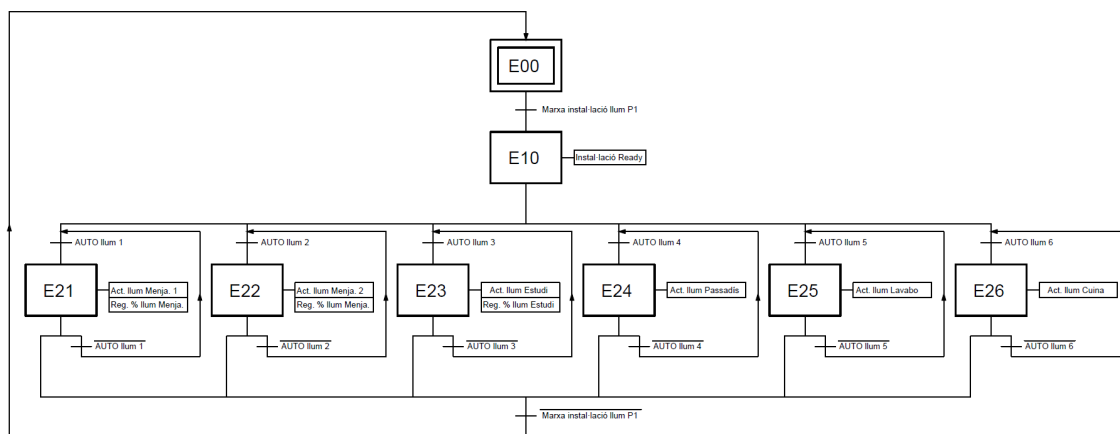 E00
Marxa instal·lació llum P1
E10
Instal·lació Ready
AUTO llum 1
AUTO llum 2
AUTO llum 3
AUTO llum 4
AUTO llum 5
AUTO llum 6
E21
Act. llum Menja. 1
Reg. % llum Menja.
E22
Act. llum Menja. 2
Reg. % llum Menja.
E23
Act. llum Estudi
Reg. % llum Estudi
E24
Act. llum Passadís
E25
Act. llum Lavabo
E26
Act. llum Cuina
AUTO llum 1
AUTO llum 2
AUTO llum 3
AUTO llum 4
AUTO llum 5
AUTO llum 6
Marxa instal·lació llum P1